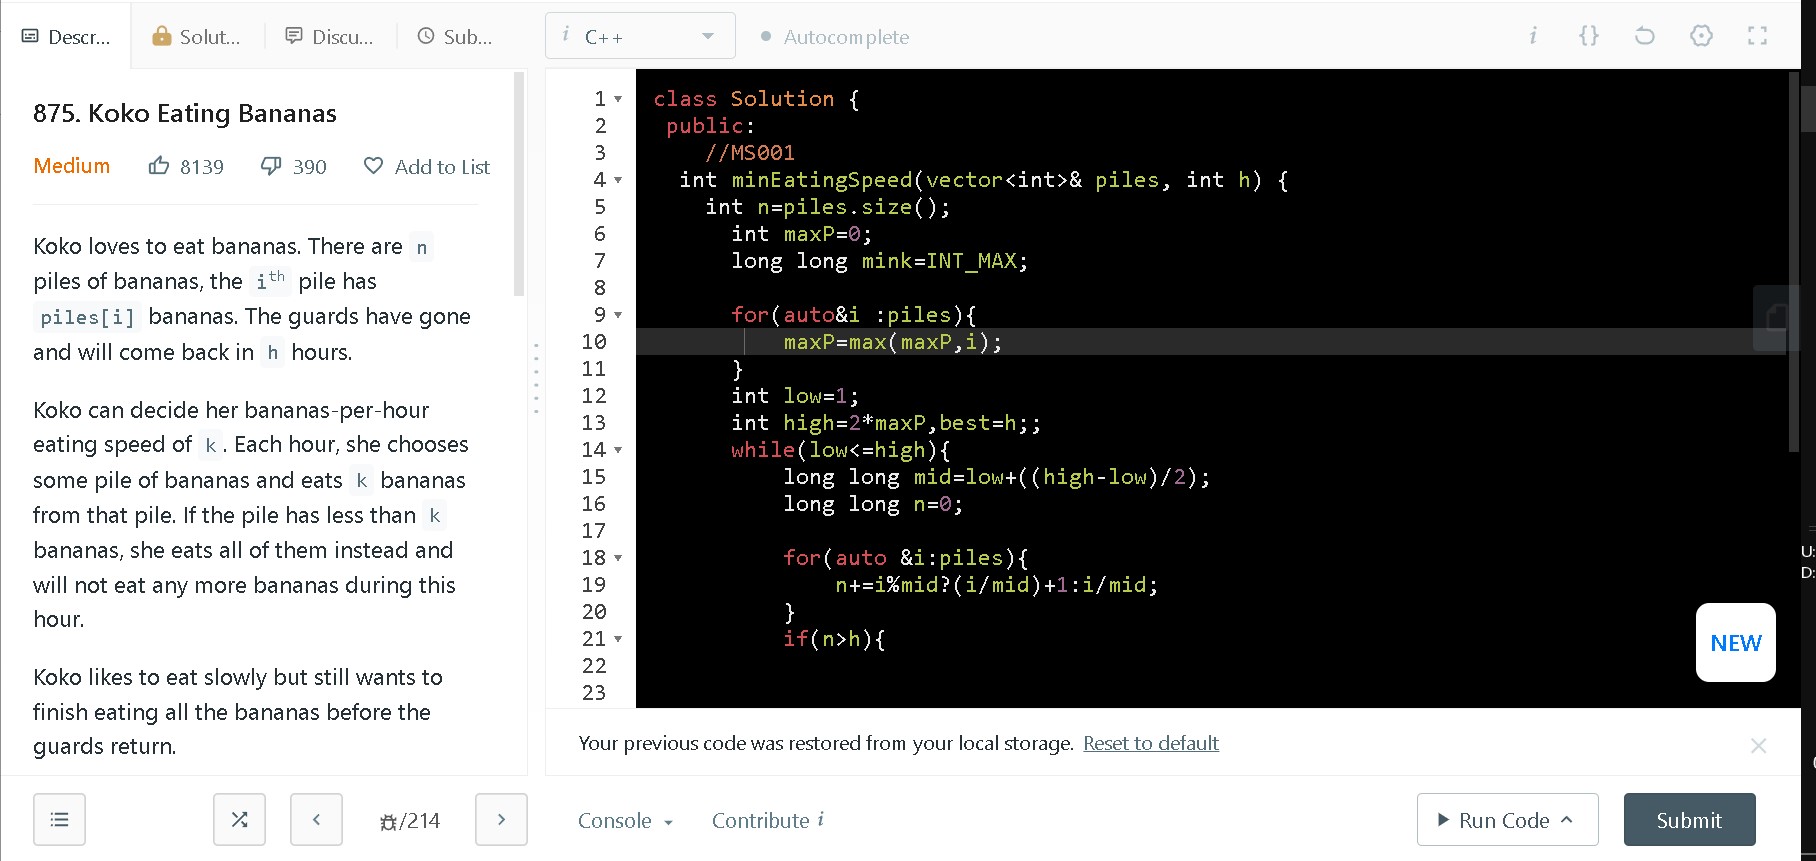 Descr...
Solut...
Discu...
Sub...
i C++
Autocomplete
i {}
875. Koko Eating Bananas
Medium 8139 390 Add to List
Koko loves to eat bananas. There are n
piles of bananas, the ith pile has
piles[i] bananas. The guards have gone
and will come back in h hours.
Koko can decide her bananas-per-hour
eating speed of k. Each hour, she chooses
some pile of bananas and eats k bananas
from that pile. If the pile has less than k
bananas, she eats all of them instead and
will not eat any more bananas during this
hour.
Koko likes to eat slowly but still wants to
finish eating all the bananas before the
guards return.
1 class Solution {
2 public:
3 //MS001
4 int minEatingSpeed(vector<int>& piles, int h) {
5 int n=piles.size();
6 int maxP=0;
7 long long mink=INT_MAX;
8
9 for(auto&i :piles){
10 maxP=max(maxP,i);
11 }
12 int low=1;
13 int high=2*maxP,best=h;;
14 while(low<=high){
15 long long mid=low+((high-low)/2);
16 long long n=0;
17
18 for(auto &i:piles){
19 n+=i%mid?(i/mid)+1:i/mid;
20 }
21 if(n>h){
22
23
U:
D:
NEW
Your previous code was restored from your local storage. Reset to default
/214
Console
Contribute i
Run Code
Submit